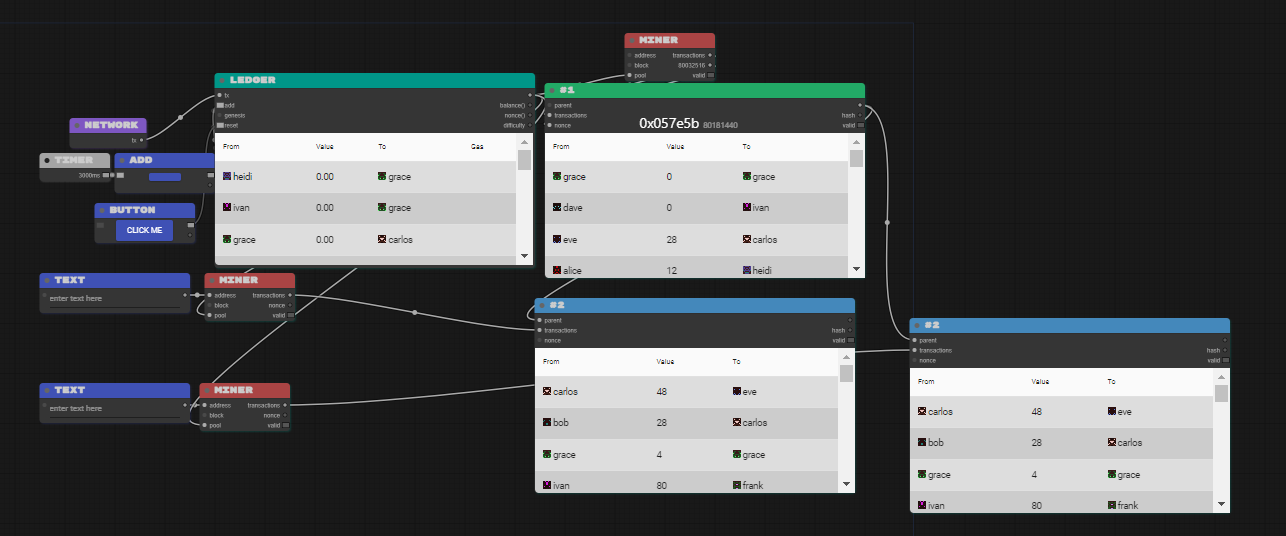 MINER
address transactions
block 80032516
pool valid
LEDGER
tx
add balance()
genesis nonce()
reset difficulty
From Value To Gas
heidi 0.00 grace
ivan 0.00 grace
grace 0.00 carlos
#1
parent
transactions hash
nonce 0x057e5b 80181440 valid
From Value To
grace 0 grace
dave 0 ivan
eve 28 carlos
alice 12 heidi
NETWORK
tx
TIMER
3000ms
ADD
BUTTON
CLICK ME
TEXT
enter text here
MINER
address transactions
block nonce
pool valid
#2
parent
transactions hash
nonce valid
From Value To
carlos 48 eve
bob 28 carlos
grace 4 grace
ivan 80 frank
#2
parent
transactions hash
nonce valid
From Value To
carlos 48 eve
bob 28 carlos
grace 4 grace
ivan 80 frank
TEXT
enter text here
MINER
address transactions
block nonce
pool valid